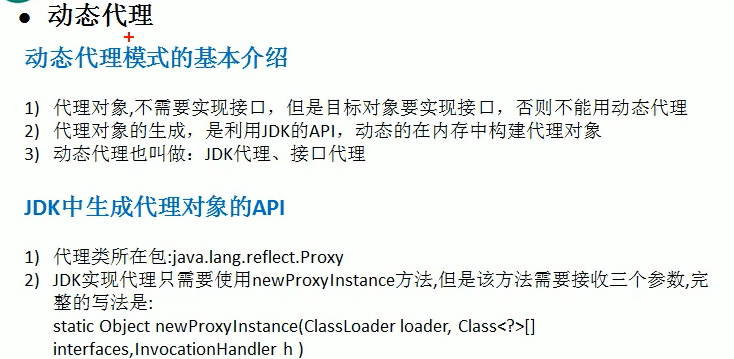 ● 动态代理
动态代理模式的基本介绍
1) 代理对象,不需要实现接口，但是目标对象要实现接口，否则不能用动态代理
2) 代理对象的生成，是利用JDK的API，动态的在内存中构建代理对象
3) 动态代理也叫做：JDK代理、接口代理
JDK中生成代理对象的API
1) 代理类所在包:java.lang.reflect.Proxy
2) JDK实现代理只需要使用newProxyInstance方法,但是该方法需要接收三个参数,完
整的写法是:
static Object newProxyInstance(ClassLoader loader, Class<?>[]
interfaces,InvocationHandler h )